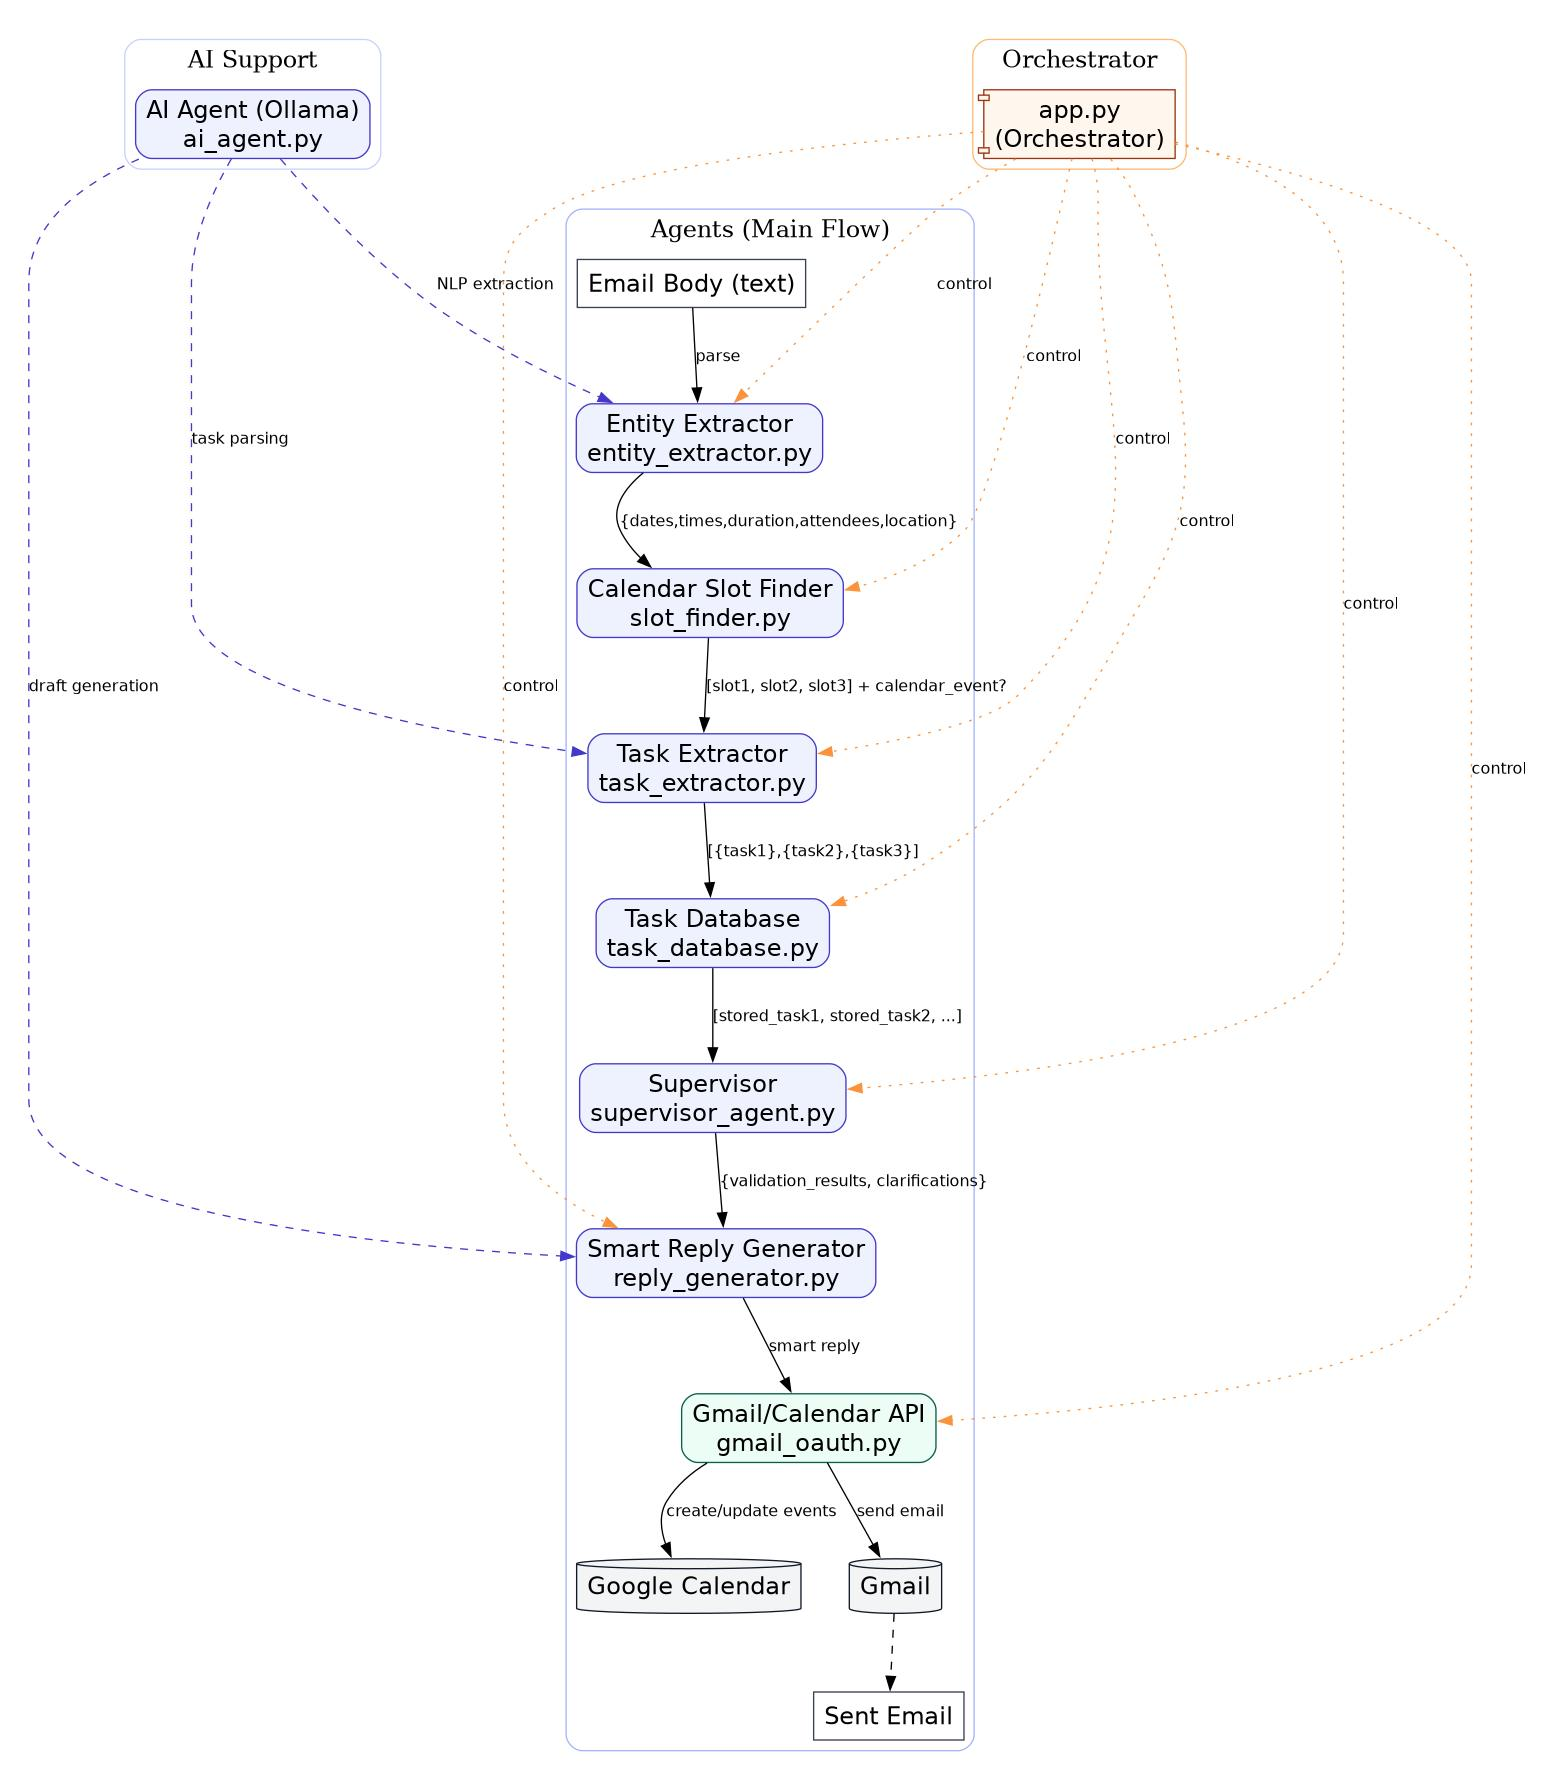 AI Support
AI Agent (Ollama)
ai_agent.py
Orchestrator
app.py
(Orchestrator)
Agents (Main Flow)
Email Body (text)
NLP extraction
control
parse
control
Entity Extractor
entity_extractor.py
task parsing
control
{dates,times,duration,attendees,location}
control
Calendar Slot Finder
slot_finder.py
control
draft generation
control
[slot1, slot2, slot3] + calendar_event?
Task Extractor
task_extractor.py
control
[{task1},{task2},{task3}]
Task Database
task_database.py
[stored_task1, stored_task2, ...]
Supervisor
supervisor_agent.py
{validation_results, clarifications}
Smart Reply Generator
reply_generator.py
smart reply
Gmail/Calendar API
gmail_oauth.py
create/update events
send email
Google Calendar
Gmail
Sent Email